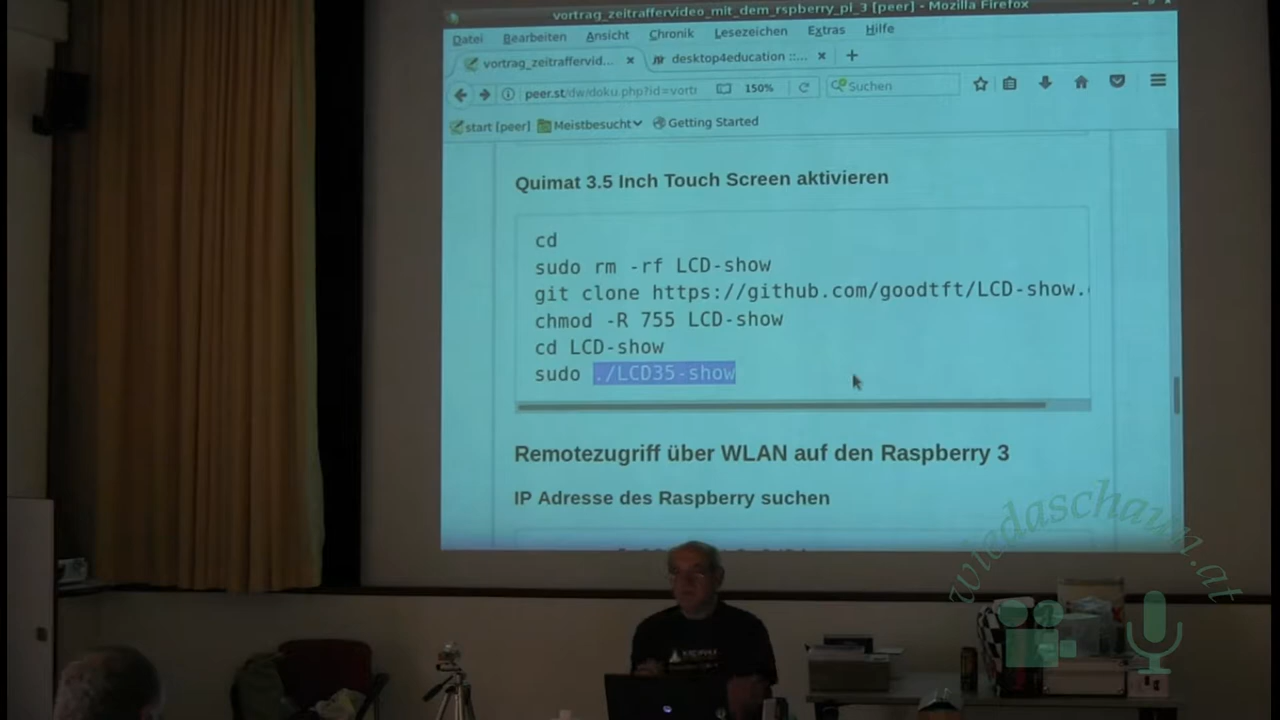 vortrag_zeitraffervideo_mit_dem_rspberry_pi_3 [peer] - Mozilla Firefox
Datei Bearbeiten Ansicht Chronik Lesezeichen Extras Hilfe
vortrag_zeitraffervid... desktop4education ::...
peer.st/dw/doku.php?id=vort 150% Suchen
start [peer] Meistbesucht Getting Started
Quimat 3.5 Inch Touch Screen aktivieren
cd
sudo rm -rf LCD-show
git clone https://github.com/goodtft/LCD-show.
chmod -R 755 LCD-show
cd LCD-show
sudo ./LCD35-show
Remotezugriff über WLAN auf den Raspberry 3
IP Adresse des Raspberry suchen
wiedaschaun.at